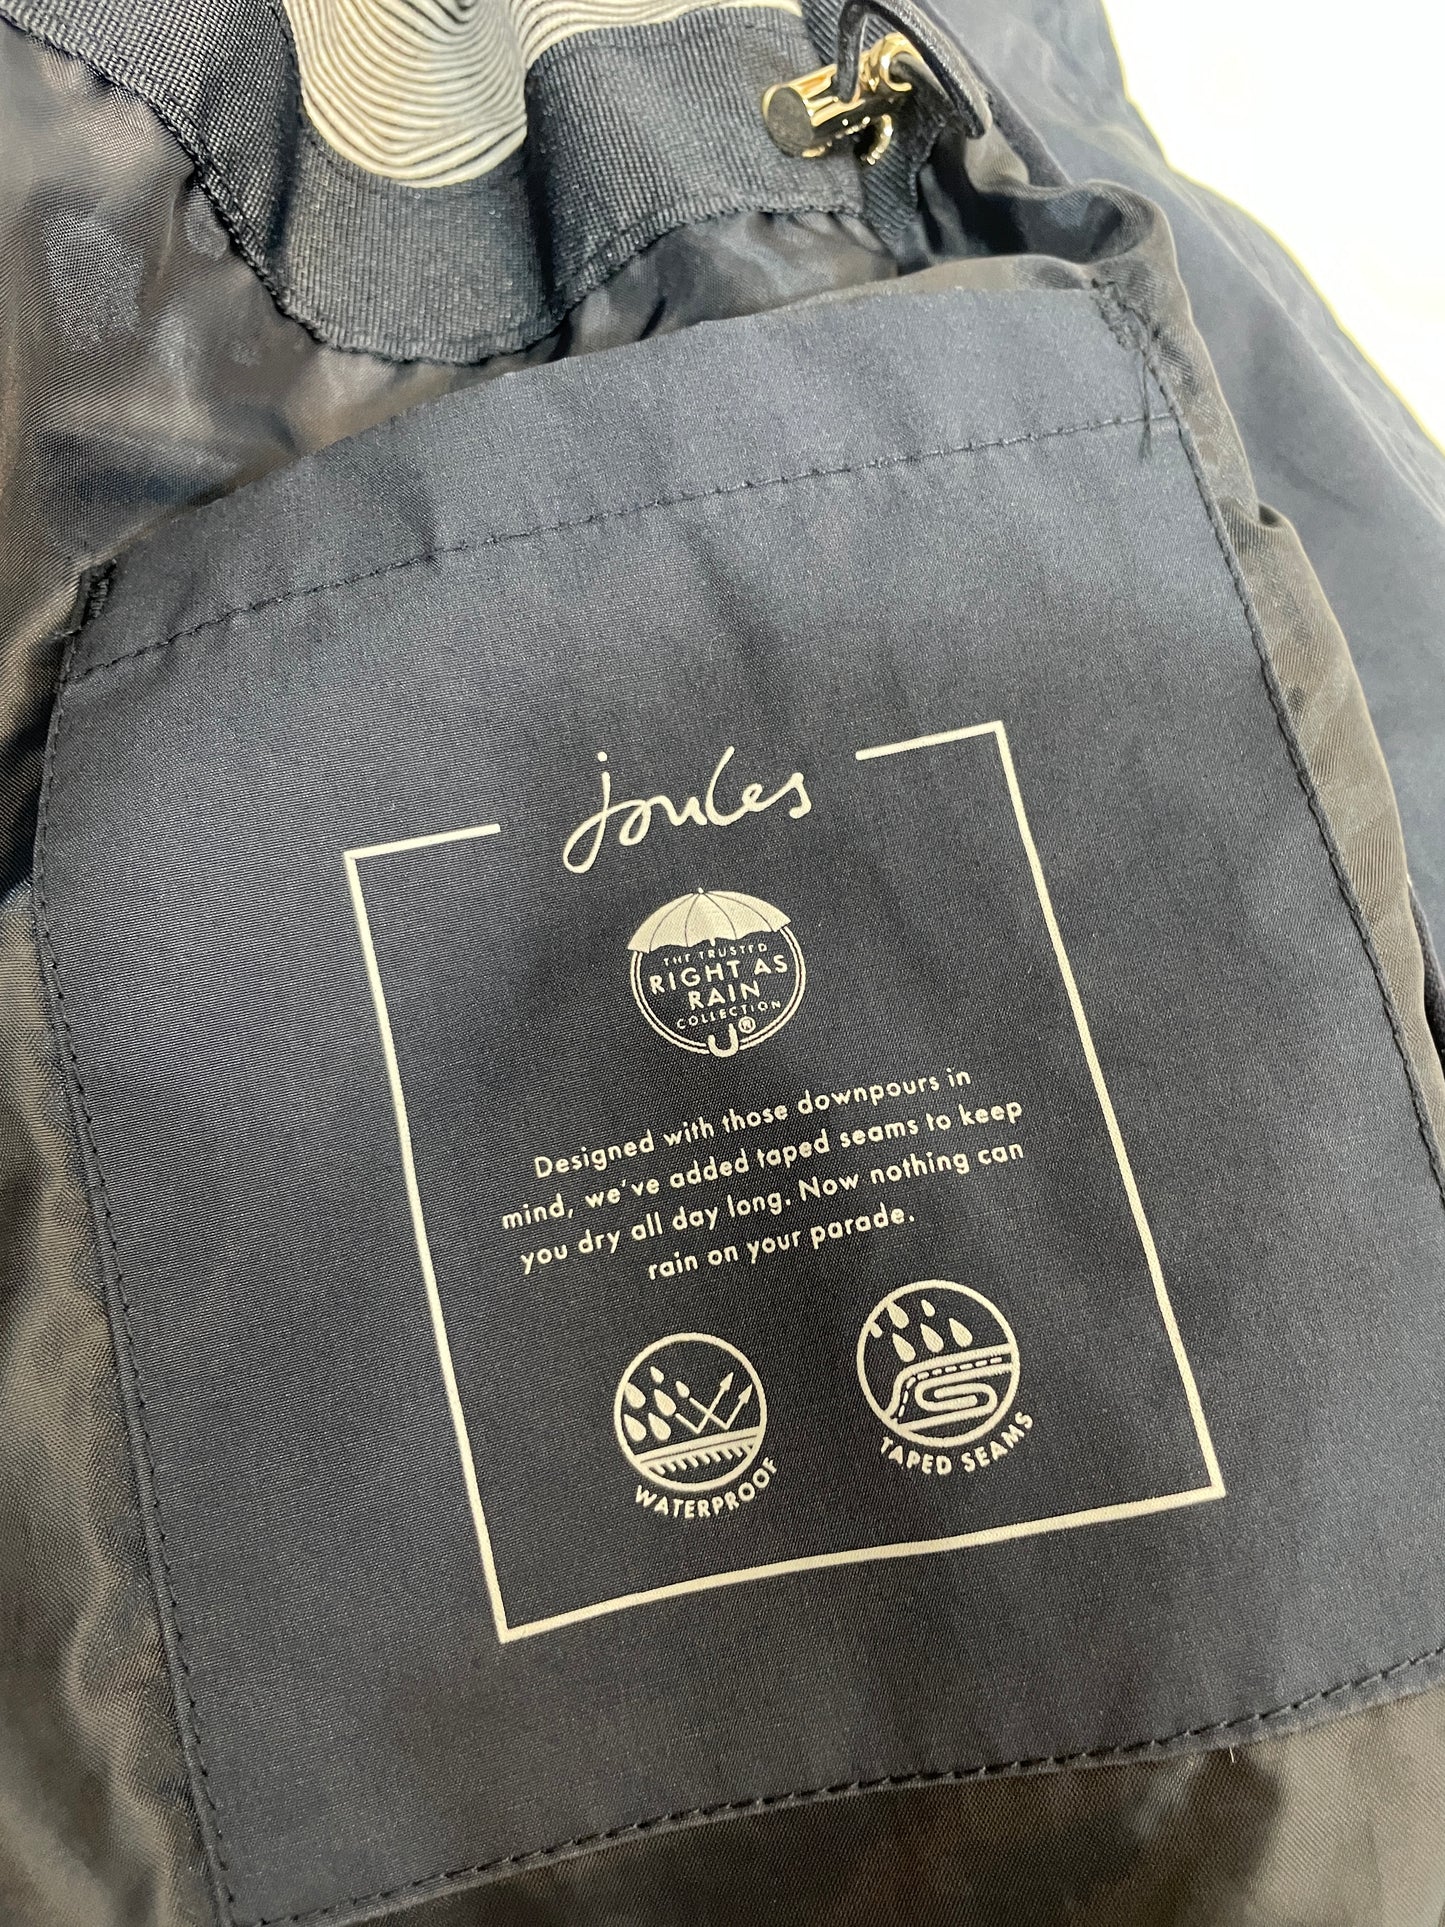 joules
THE TRUSTED
RIGHT AS
RAIN
COLLECTION
J®
Designed with those downpours in
mind, we've added taped seams to keep
you dry all day long. Now nothing can
rain on your parade.
WATERPROOF
TAPED SEAMS